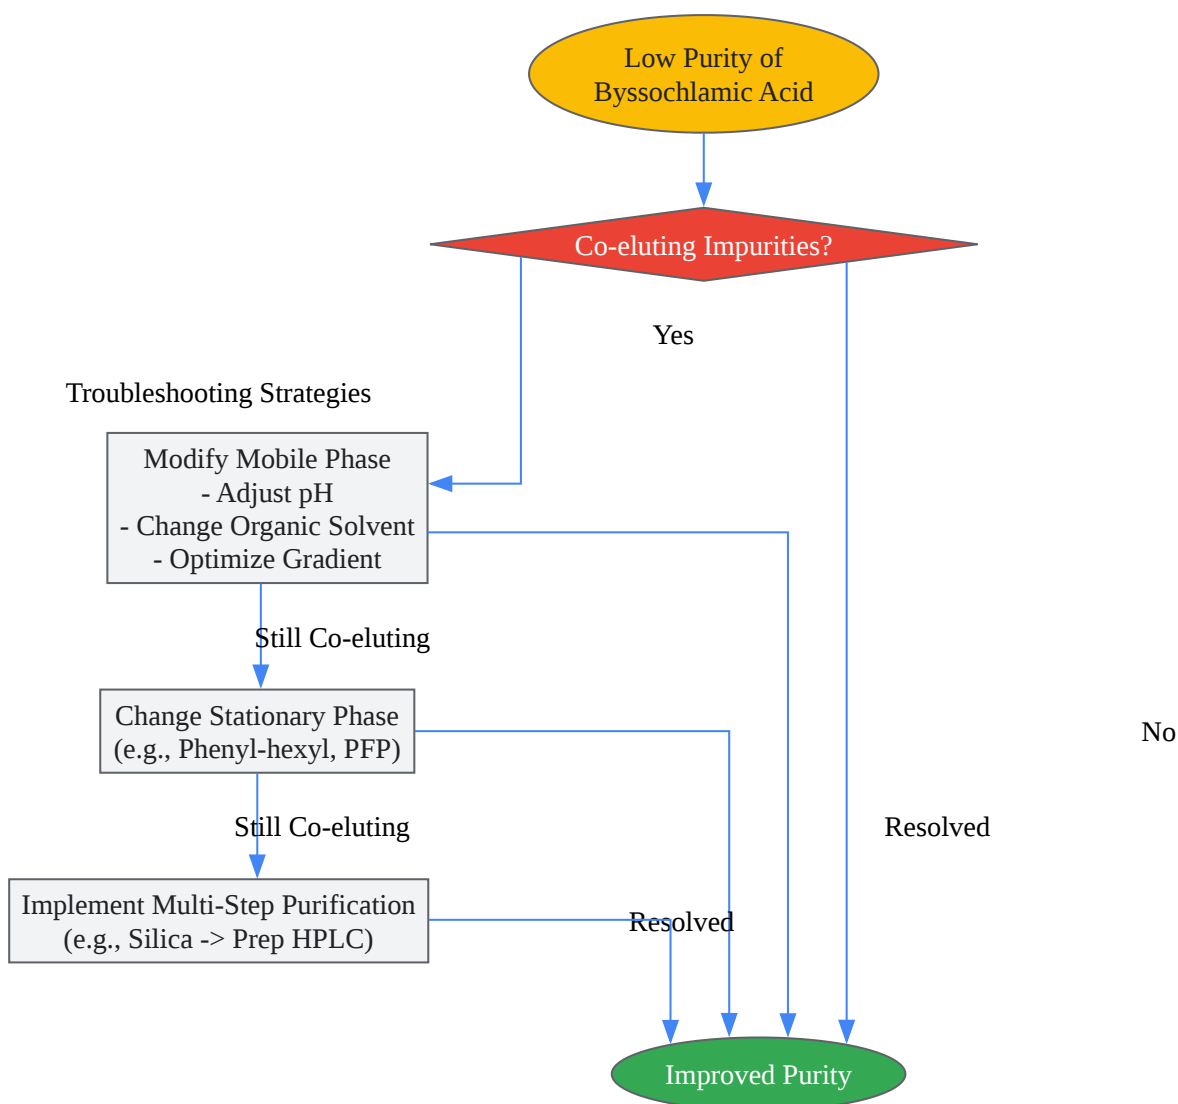 Low Purity of
Byssochlamic Acid
Co-eluting Impurities?
Yes
Troubleshooting Strategies
Modify Mobile Phase
- Adjust pH
- Change Organic Solvent
- Optimize Gradient
Still Co-eluting
Change Stationary Phase
(e.g., Phenyl-hexyl, PFP)
No
Still Co-eluting
Resolved
Implement Multi-Step Purification
(e.g., Silica -> Prep HPLC)
Resolved
Improved Purity